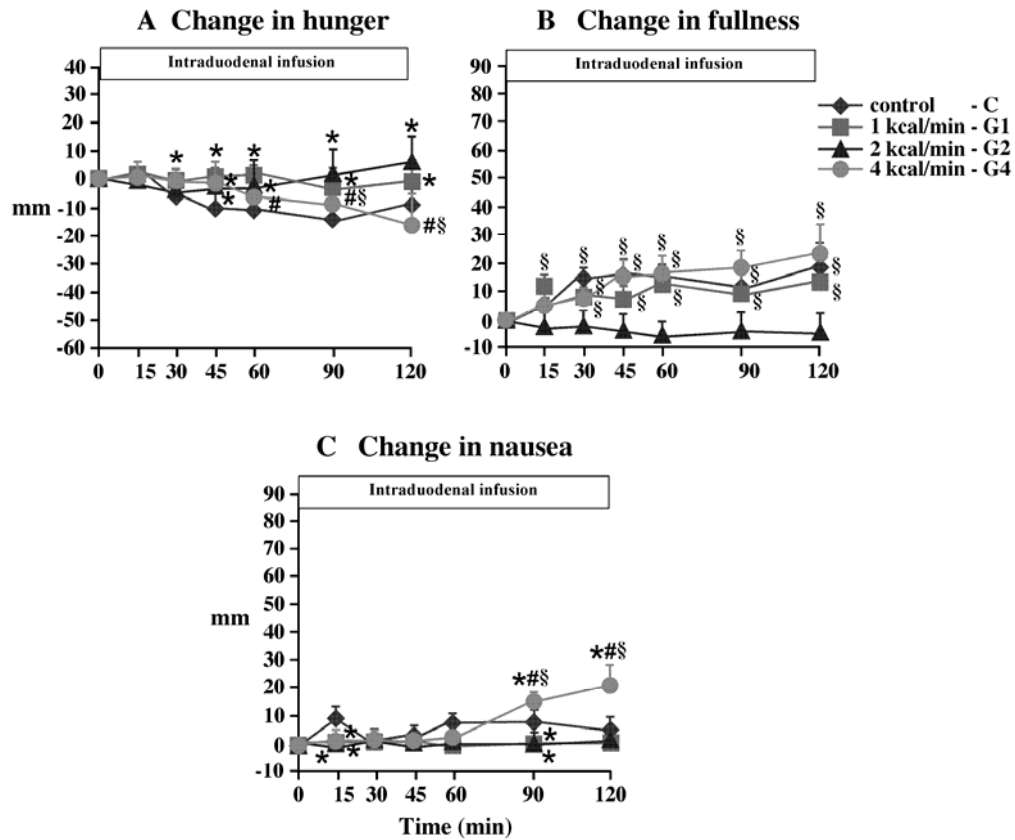 A Change in hunger
Intraduodenal infusion
40
30
20
10
0
-10
-20
-30
-40
-50
-60
mm
* * * * *
* * * *
* # #§ #§
0 15 30 45 60 90 120
B Change in fullness
Intraduodenal infusion
90
80
70
60
50
40
30
20
10
0
-10
§ § § § § §
§ § § § §
§ § § § §
0 15 30 45 60 90 120
control - C
1 kcal/min - G1
2 kcal/min - G2
4 kcal/min - G4
C Change in nausea
Intraduodenal infusion
90
80
70
60
50
40
30
20
10
0
-10
mm
*#§ *#§
* *
* * *
0 15 30 45 60 90 120
Time (min)